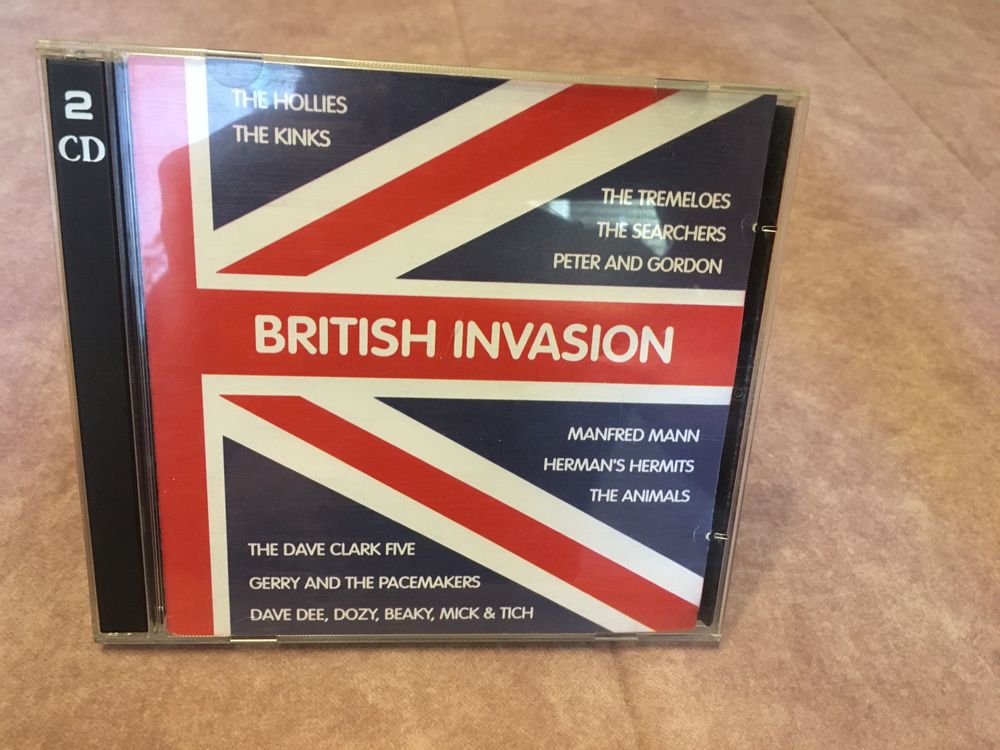 2
CD
THE HOLLIES
THE KINKS
THE TREMELOES
THE SEARCHERS
PETER AND GORDON
BRITISH INVASION
MANFRED MANN
HERMAN'S HERMITS
THE ANIMALS
THE DAVE CLARK FIVE
GERRY AND THE PACEMAKERS
DAVE DEE, DOZY, BEAKY, MICK & TICH